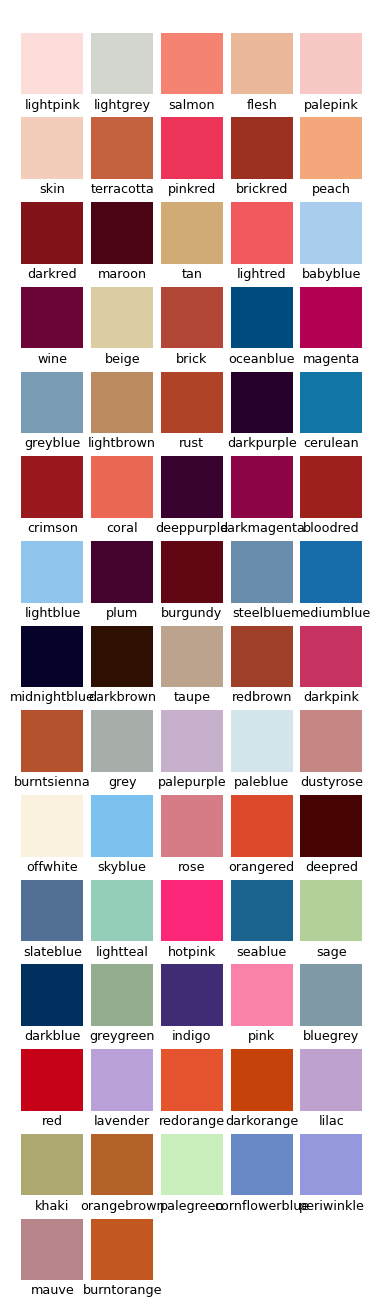 lightpink lightgrey salmon flesh palepink
skin terracotta pinkred brickred peach
darkred maroon tan lightred babyblue
wine beige brick oceanblue magenta
greyblue lightbrown rust darkpurple cerulean
crimson coral deeppurple darkmagenta bloodred
lightblue plum burgundy steelblue mediumblue
midnightblue darkbrown taupe redbrown darkpink
burntsienna grey palepurple paleblue dustyrose
offwhite skyblue rose orangered deepred
slateblue lightteal hotpink seablue sage
darkblue greygreen indigo pink bluegrey
red lavender redorange darkorange lilac
khaki orangebrown palegreen cornflowerblue periwinkle
mauve burntorange